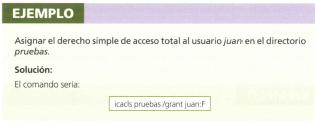 EJEMPLO
Asignar el derecho simple de acceso total al usuario juan en el directorio
pruebas.
Solución:
El comando sería:
icacls pruebas /grant juan:F